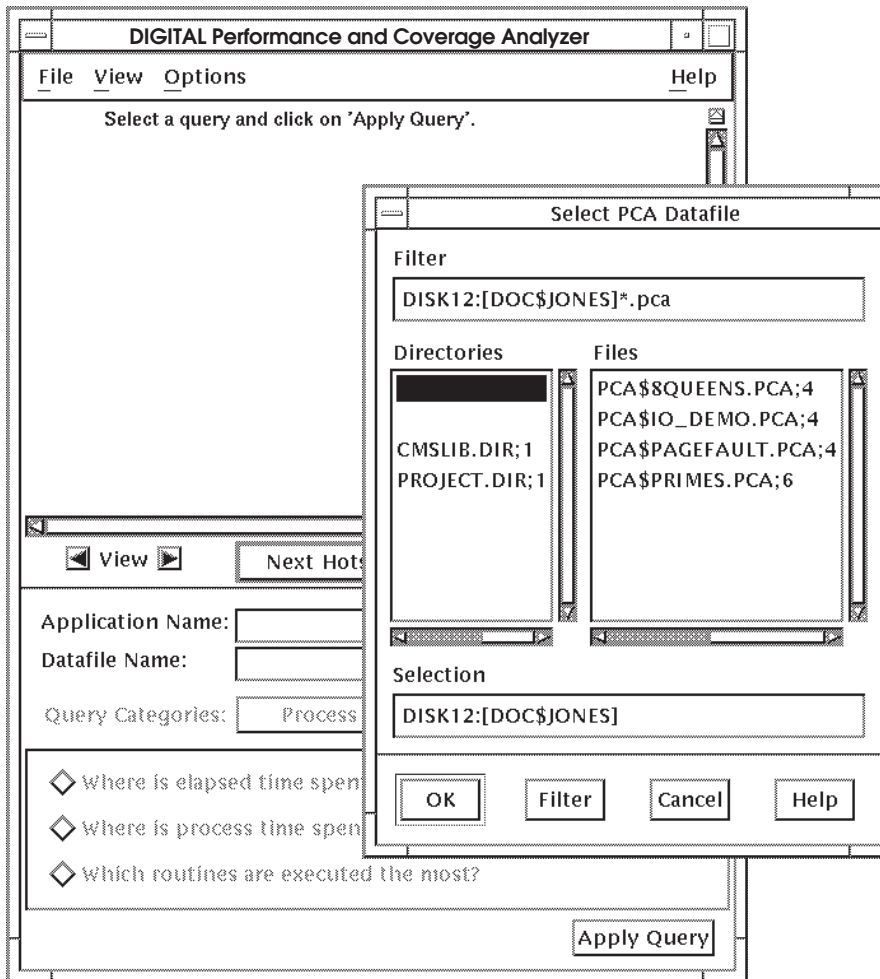 DIGITAL Performance and Coverage Analyzer
File View Options Help
Select a query and click on 'Apply Query'.
Select PCA Datafile
Filter
DISK12:[DOC$JONES]*.pca
Directories Files
PCA$8QUEENS.PCA;4
PCA$IO_DEMO.PCA;4
CMSLIB.DIR;1 PCA$PAGEFAULT.PCA;4
PROJECT.DIR;1 PCA$PRIMES.PCA;6
View Next Hots
Application Name:
Datafile Name:
Selection
Query Categories: Process DISK12:[DOC$JONES]
Where is elapsed time spent
OK Filter Cancel Help
Where is process time spen
Which routines are executed the most?
Apply Query